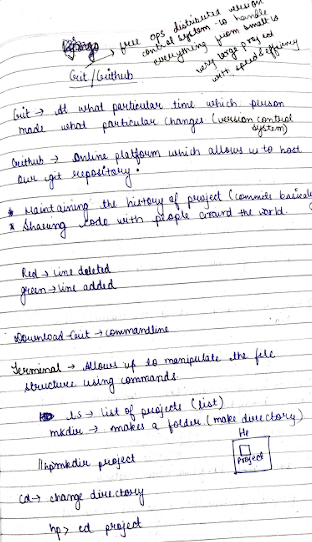 free ops distributed version
control system to handle
everything from small to
very large project
with speed & efficiency
Git/Github
Git → At what particular time which person
made what particular changes (version control
system)
Github → Online platform which allows us to host
our git repository.
* Maintaining the history of project (commits basically
* Sharing code with people around the world.
Red → line deleted
green → line added
Download Git → commandline
Terminal → Allows up to manipulate the file
structure using commands.
ls → list of projects (list)
mkdir → makes a folder (make directory)
mkdir project
project
cd → change directory
hp> cd project